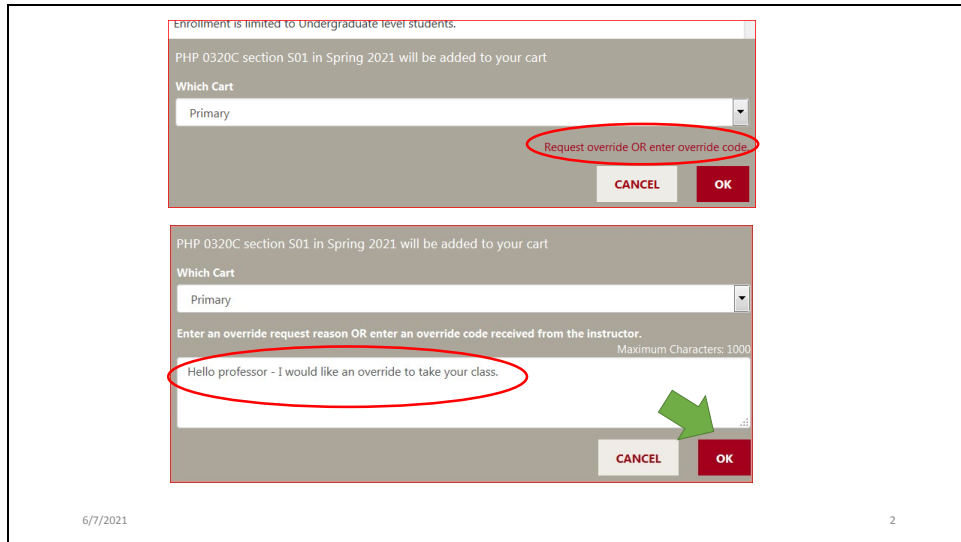 Enrollment is limited to Undergraduate level students.
PHP 0320C section S01 in Spring 2021 will be added to your cart
Which Cart
Primary
Request override OR enter override code.
CANCEL OK
PHP 0320C section S01 in Spring 2021 will be added to your cart
Which Cart
Primary
Enter an override request reason OR enter an override code received from the instructor.
Maximum Characters: 1000
Hello professor - I would like an override to take your class.
CANCEL OK
6/7/2021 2